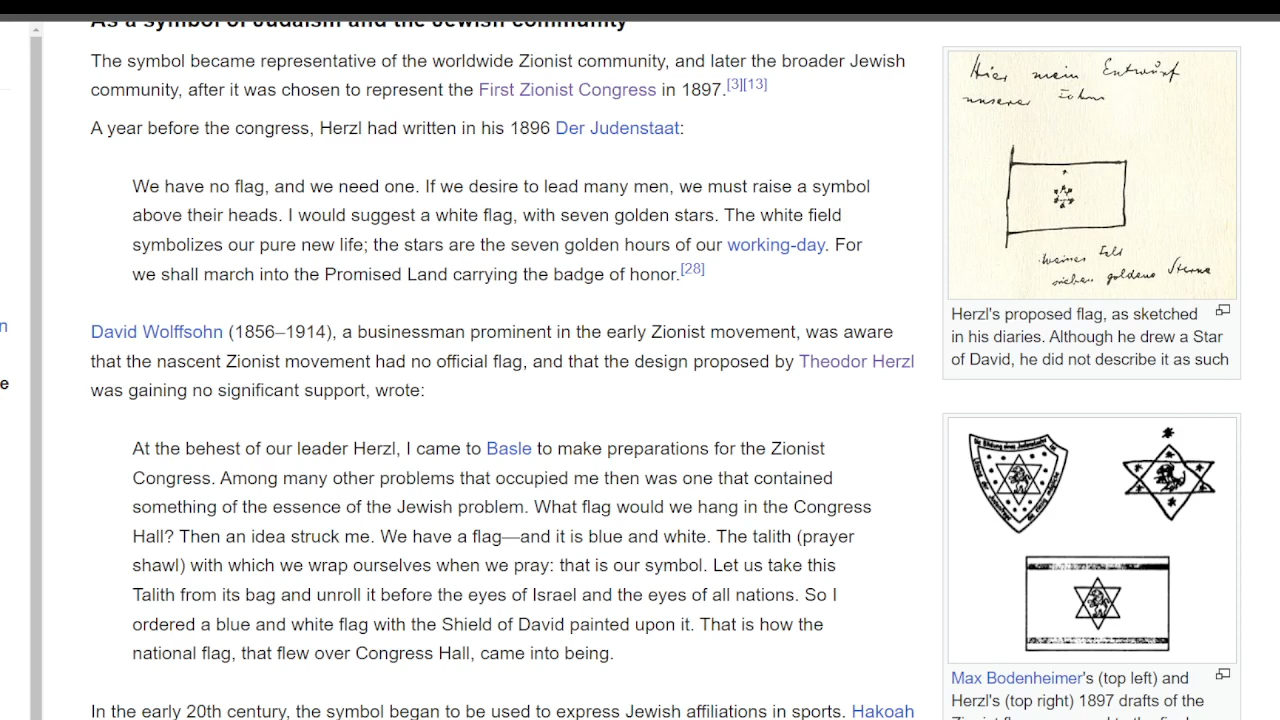 As a symbol of Judaism and the Jewish community
The symbol became representative of the worldwide Zionist community, and later the broader Jewish
community, after it was chosen to represent the First Zionist Congress in 1897.[3][13]
A year before the congress, Herzl had written in his 1896 Der Judenstaat:
We have no flag, and we need one. If we desire to lead many men, we must raise a symbol
above their heads. I would suggest a white flag, with seven golden stars. The white field
symbolizes our pure new life; the stars are the seven golden hours of our working-day. For
we shall march into the Promised Land carrying the badge of honor.[28]
David Wolffsohn (1856–1914), a businessman prominent in the early Zionist movement, was aware
that the nascent Zionist movement had no official flag, and that the design proposed by Theodor Herzl
was gaining no significant support, wrote:
At the behest of our leader Herzl, I came to Basle to make preparations for the Zionist
Congress. Among many other problems that occupied me then was one that contained
something of the essence of the Jewish problem. What flag would we hang in the Congress
Hall? Then an idea struck me. We have a flag—and it is blue and white. The talith (prayer
shawl) with which we wrap ourselves when we pray: that is our symbol. Let us take this
Talith from its bag and unroll it before the eyes of Israel and the eyes of all nations. So I
ordered a blue and white flag with the Shield of David painted upon it. That is how the
national flag, that flew over Congress Hall, came into being.
In the early 20th century, the symbol began to be used to express Jewish affiliations in sports. Hakoah
Hier mein Entwurf
unserer
sieben goldene Sterne
Herzl's proposed flag, as sketched
in his diaries. Although he drew a Star
of David, he did not describe it as such
Max Bodenheimer's (top left) and
Herzl's (top right) 1897 drafts of the
n
e